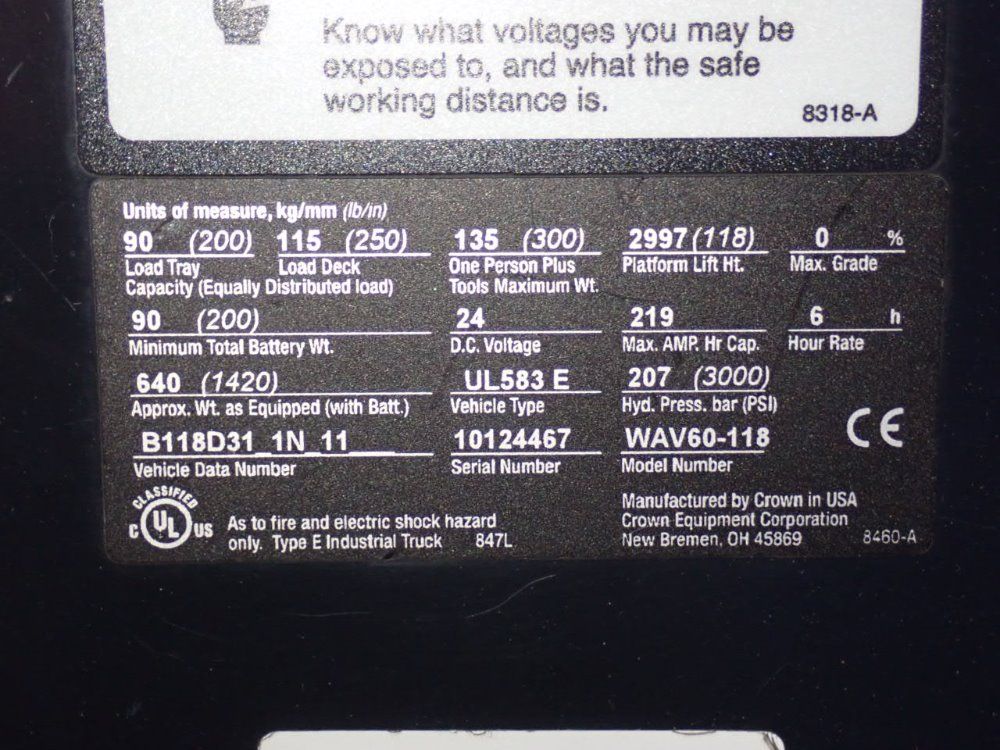 Know what voltages you may be
exposed to, and what the safe
working distance is.
8318-A
Units of measure, kg/mm (lb/in)
90 (200) 115 (250) 135 (300) 2997 (118) 0 %
Load Tray Load Deck One Person Plus Platform Lift Ht. Max. Grade
Capacity (Equally Distributed load) Tools Maximum Wt.
90 (200) 24 219 6 h
Minimum Total Battery Wt. D.C. Voltage Max. AMP. Hr Cap. Hour Rate
640 (1420) UL583 E 207 (3000)
Approx. Wt. as Equipped (with Batt.) Vehicle Type Hyd. Press. bar (PSI)
B118D31_1N_11 10124467 WAV60-118 CE
Vehicle Data Number Serial Number Model Number
CLASSIFIED
C UL US
As to fire and electric shock hazard
only. Type E Industrial Truck 847L
Manufactured by Crown in USA
Crown Equipment Corporation
New Bremen, OH 45869 8460-A